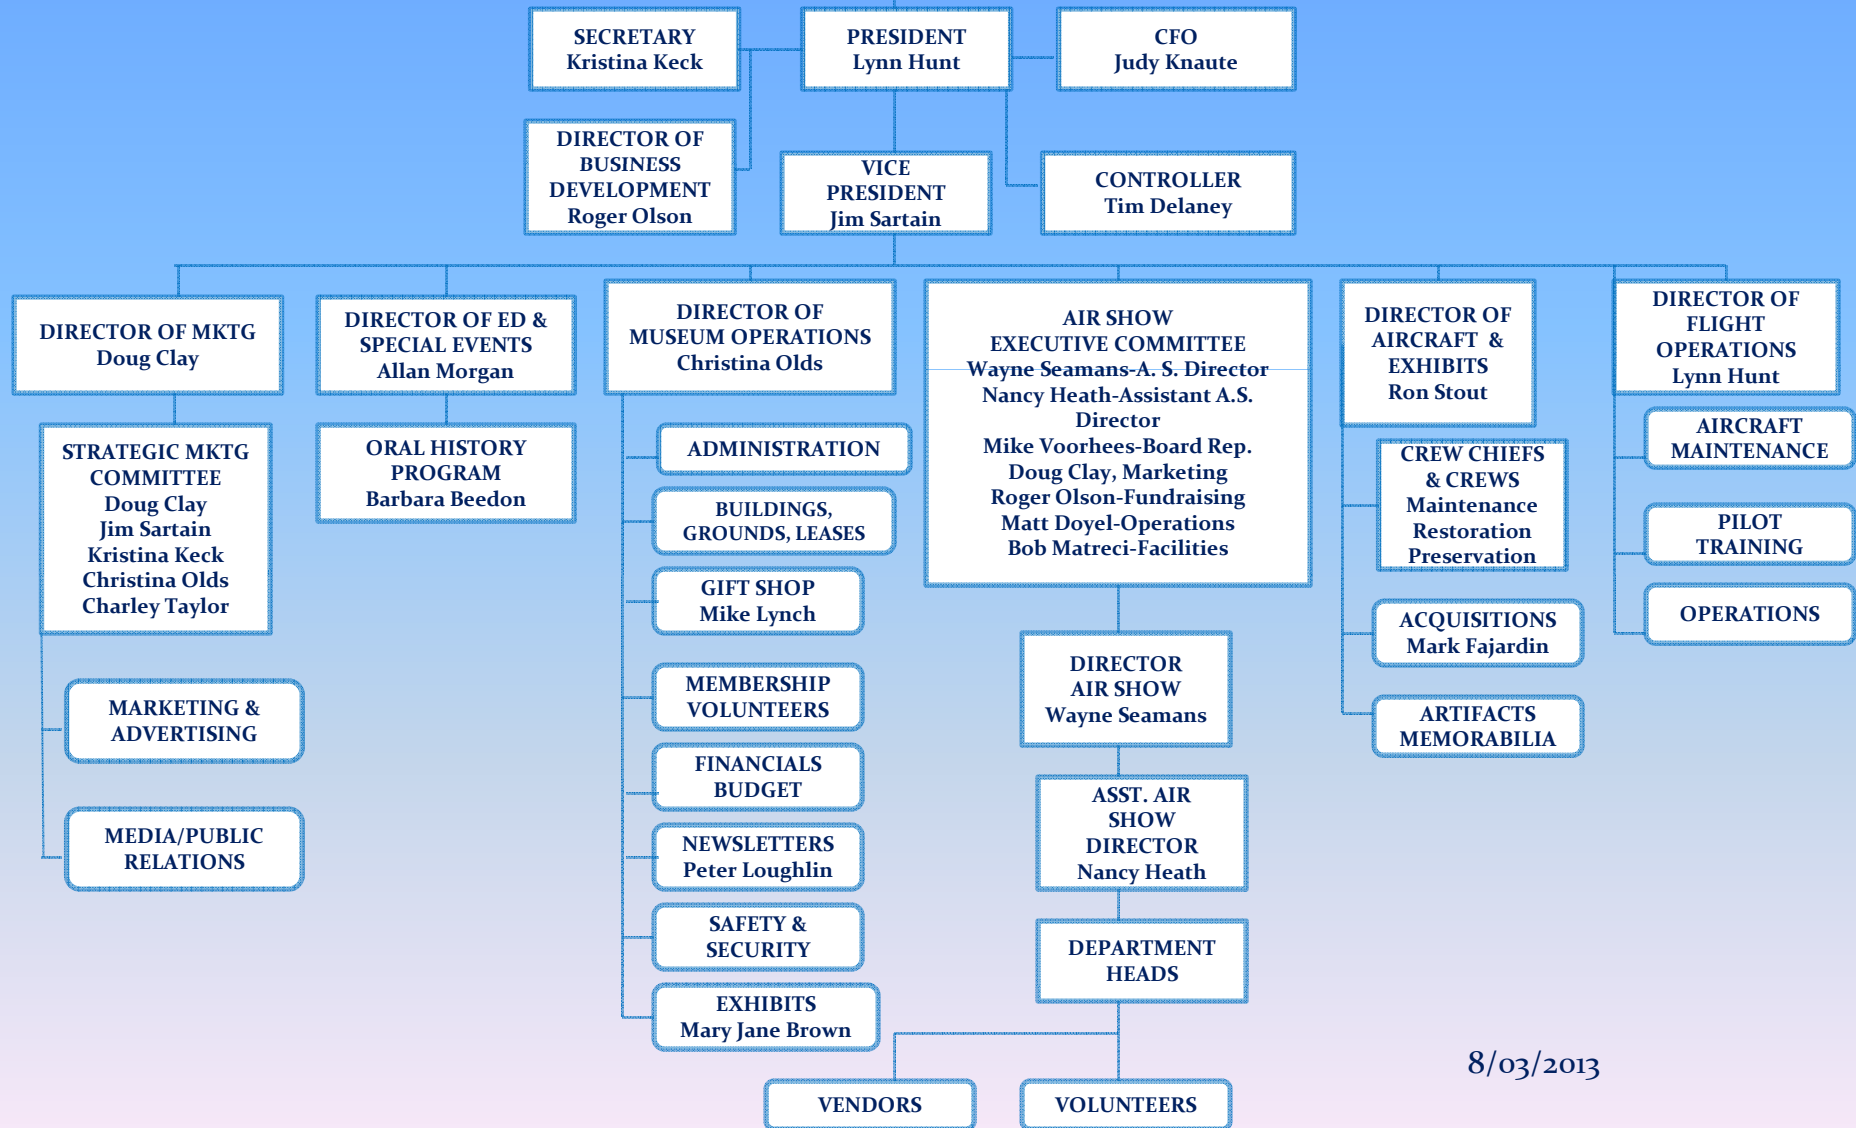 SECRETARY
Kristina Keck
PRESIDENT
Lynn Hunt
CFO
Judy Knaute
DIRECTOR OF
BUSINESS
DEVELOPMENT
Roger Olson
VICE
PRESIDENT
Jim Sartain
CONTROLLER
Tim Delaney
DIRECTOR OF MKTG
Doug Clay
DIRECTOR OF ED &
SPECIAL EVENTS
Allan Morgan
DIRECTOR OF
MUSEUM OPERATIONS
Christina Olds
AIR SHOW
EXECUTIVE COMMITTEE
Wayne Seamans-A. S. Director
Nancy Heath-Assistant A.S.
Director
Mike Voorhees-Board Rep.
Doug Clay, Marketing
Roger Olson-Fundraising
Matt Doyel-Operations
Bob Matreci-Facilities
DIRECTOR OF
AIRCRAFT &
EXHIBITS
Ron Stout
DIRECTOR OF
FLIGHT
OPERATIONS
Lynn Hunt
STRATEGIC MKTG
COMMITTEE
Doug Clay
Jim Sartain
Kristina Keck
Christina Olds
Charley Taylor
MARKETING &
ADVERTISING
MEDIA/PUBLIC
RELATIONS
ORAL HISTORY
PROGRAM
Barbara Beedon
ADMINISTRATION
BUILDINGS,
GROUNDS, LEASES
GIFT SHOP
Mike Lynch
MEMBERSHIP
VOLUNTEERS
FINANCIALS
BUDGET
NEWSLETTERS
Peter Loughlin
SAFETY &
SECURITY
EXHIBITS
Mary Jane Brown
DIRECTOR
AIR SHOW
Wayne Seamans
ASST. AIR
SHOW
DIRECTOR
Nancy Heath
DEPARTMENT
HEADS
VENDORS
VOLUNTEERS
CREW CHIEFS
& CREWS
Maintenance
Restoration
Preservation
ACQUISITIONS
Mark Fajardin
ARTIFACTS
MEMORABILIA
AIRCRAFT
MAINTENANCE
PILOT
TRAINING
OPERATIONS
8/03/2013